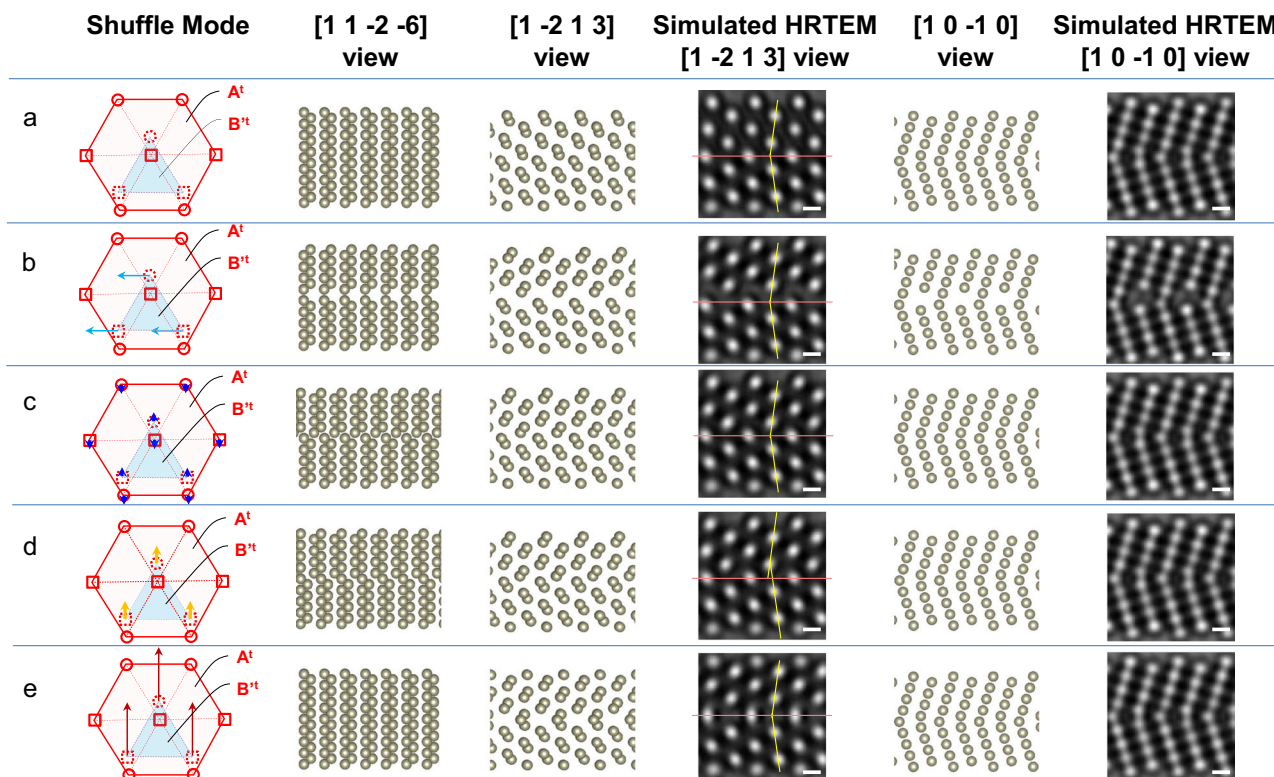 Shuffle Mode
[1 1 -2 -6]
view
[1 -2 1 3]
view
Simulated HRTEM
[1 -2 1 3] view
[1 0 -1 0]
view
Simulated HRTEM
[1 0 -1 0] view
a
Aᵗ
B'ᵗ
b
Aᵗ
B'ᵗ
c
Aᵗ
B'ᵗ
d
Aᵗ
B'ᵗ
e
Aᵗ
B'ᵗ